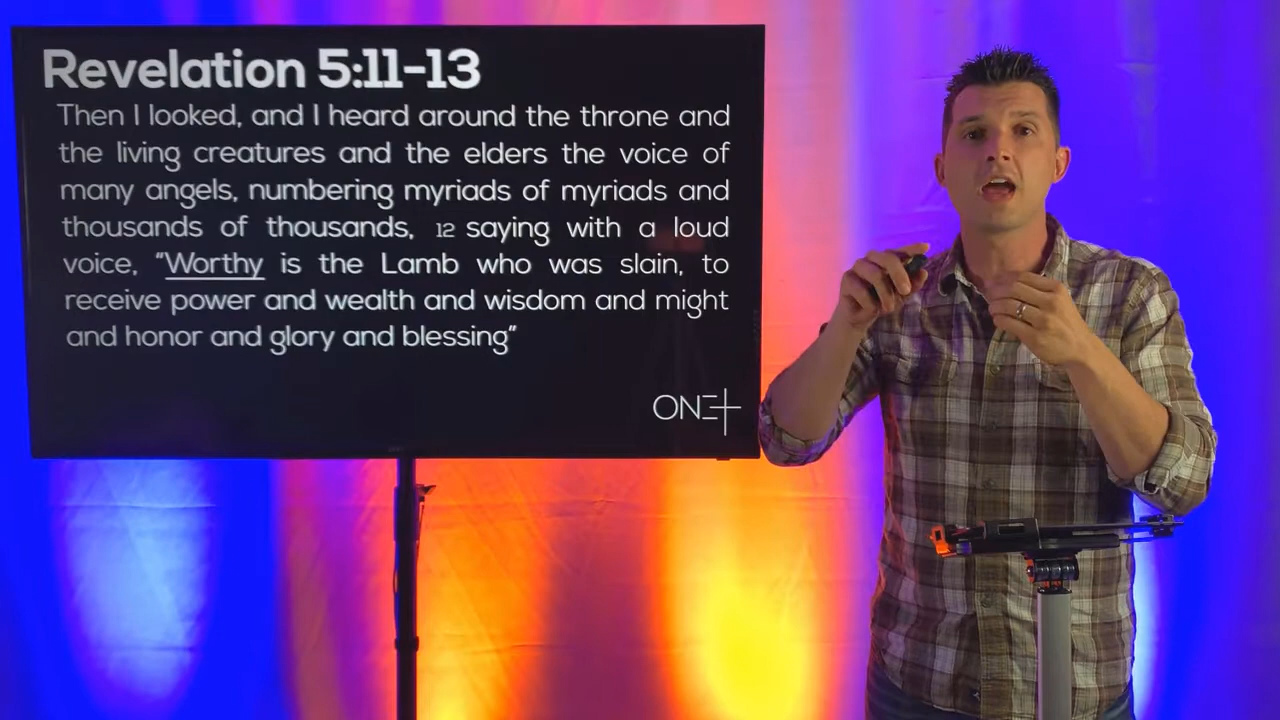 Revelation 5:11-13
Then I looked, and I heard around the throne and
the living creatures and the elders the voice of
many angels, numbering myriads of myriads and
thousands of thousands, 12 saying with a loud
voice, "Worthy is the Lamb who was slain, to
receive power and wealth and wisdom and might
and honor and glory and blessing"
ONE